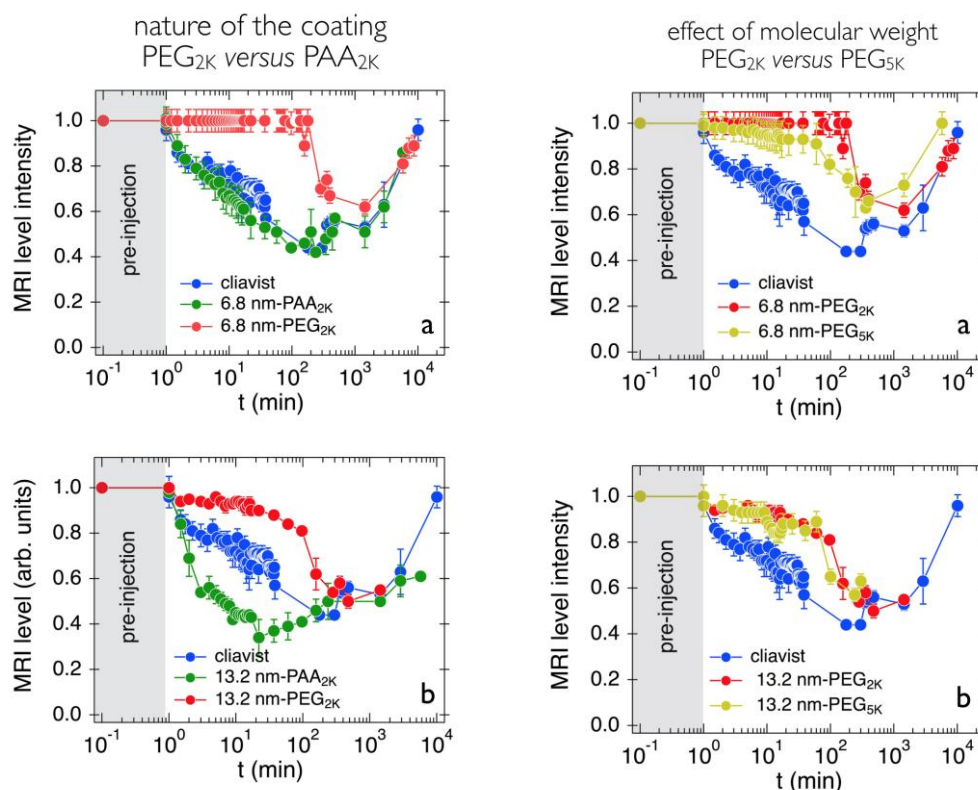 nature of the coating
PEG2K versus PAA2K
effect of molecular weight
PEG2K versus PEG5K
MRI level intensity
1.0
0.8
0.6
0.4
0.2
0.0
pre-injection
cliavist
6.8 nm-PAA2K
6.8 nm-PEG2K
a
10-1 100 101 102 103 104
t (min)
MRI level intensity
1.0
0.8
0.6
0.4
0.2
0.0
pre-injection
cliavist
6.8 nm-PEG2K
6.8 nm-PEG5K
a
10-1 100 101 102 103 104
t (min)
MRI level (arb. units)
1.0
0.8
0.6
0.4
0.2
0.0
pre-injection
cliavist
13.2 nm-PAA2K
13.2 nm-PEG2K
b
10-1 100 101 102 103 104
t (min)
MRI level intensity
1.0
0.8
0.6
0.4
0.2
0.0
pre-injection
cliavist
13.2 nm-PEG2K
13.2 nm-PEG5K
b
10-1 100 101 102 103 104
t (min)